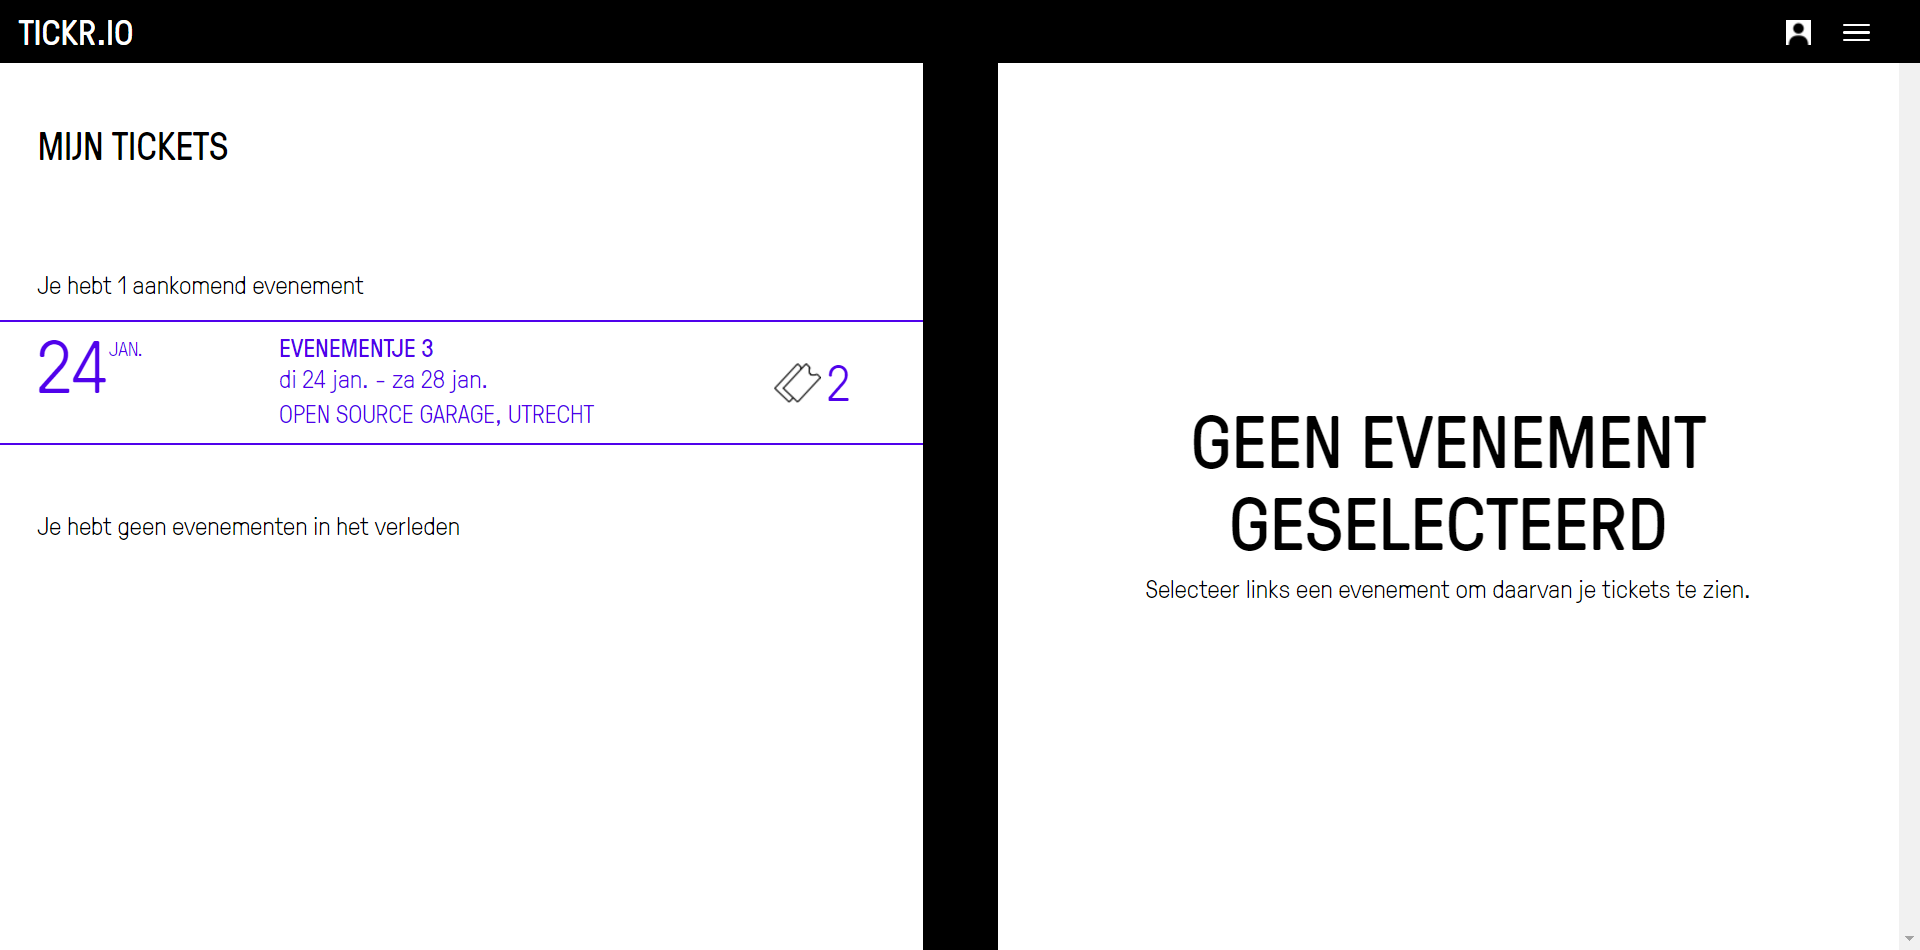 TICKR.IO
MIJN TICKETS
Je hebt 1 aankomend evenement
24 JAN.
EVENEMENTJE 3
di 24 jan. - za 28 jan.
OPEN SOURCE GARAGE, UTRECHT
2
Je hebt geen evenementen in het verleden
GEEN EVENEMENT
GESELECTEERD
Selecteer links een evenement om daarvan je tickets te zien.